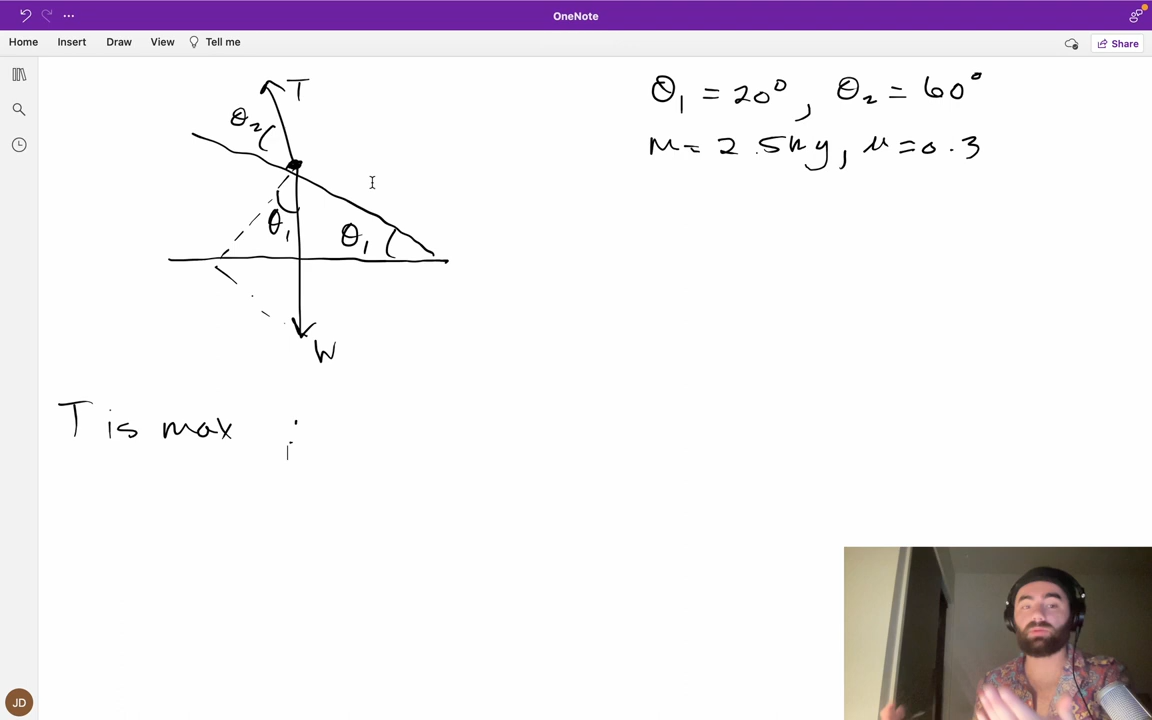 OneNote
Home Insert Draw View Tell me
Share
T
θ₂
θ₁
θ₁
W
θ₁ = 20°, θ₂ = 60°
M = 2.5kg, μ = 0.3
T is max i
JD